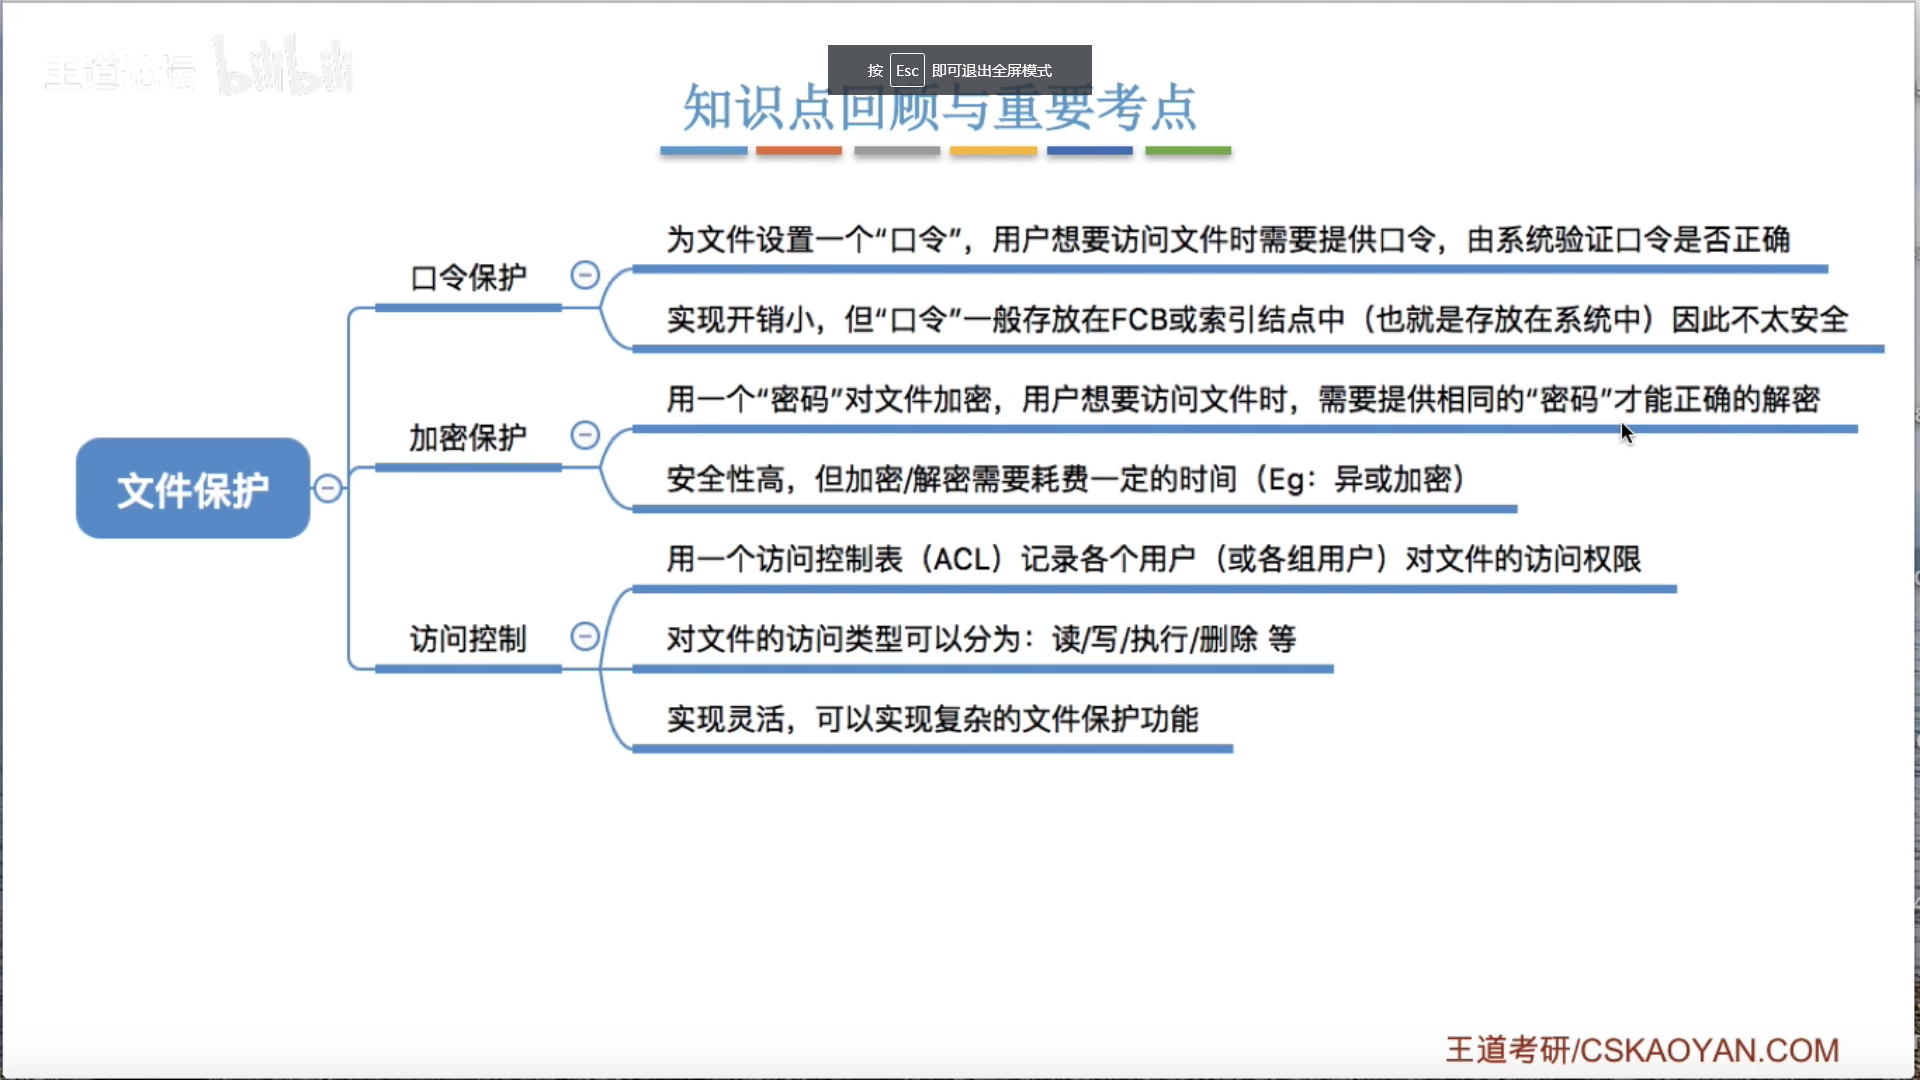 王道论坛 bilibili
按 Esc 即可退出全屏模式
知识点回顾与重要考点
文件保护
口令保护
为文件设置一个“口令”，用户想要访问文件时需要提供口令，由系统验证口令是否正确
实现开销小，但“口令”一般存放在FCB或索引结点中（也就是存放在系统中）因此不太安全
加密保护
用一个“密码”对文件加密，用户想要访问文件时，需要提供相同的“密码”才能正确的解密
安全性高，但加密/解密需要耗费一定的时间（Eg：异或加密）
访问控制
用一个访问控制表（ACL）记录各个用户（或各组用户）对文件的访问权限
对文件的访问类型可以分为：读/写/执行/删除 等
实现灵活，可以实现复杂的文件保护功能
王道考研/CSKAOYAN.COM